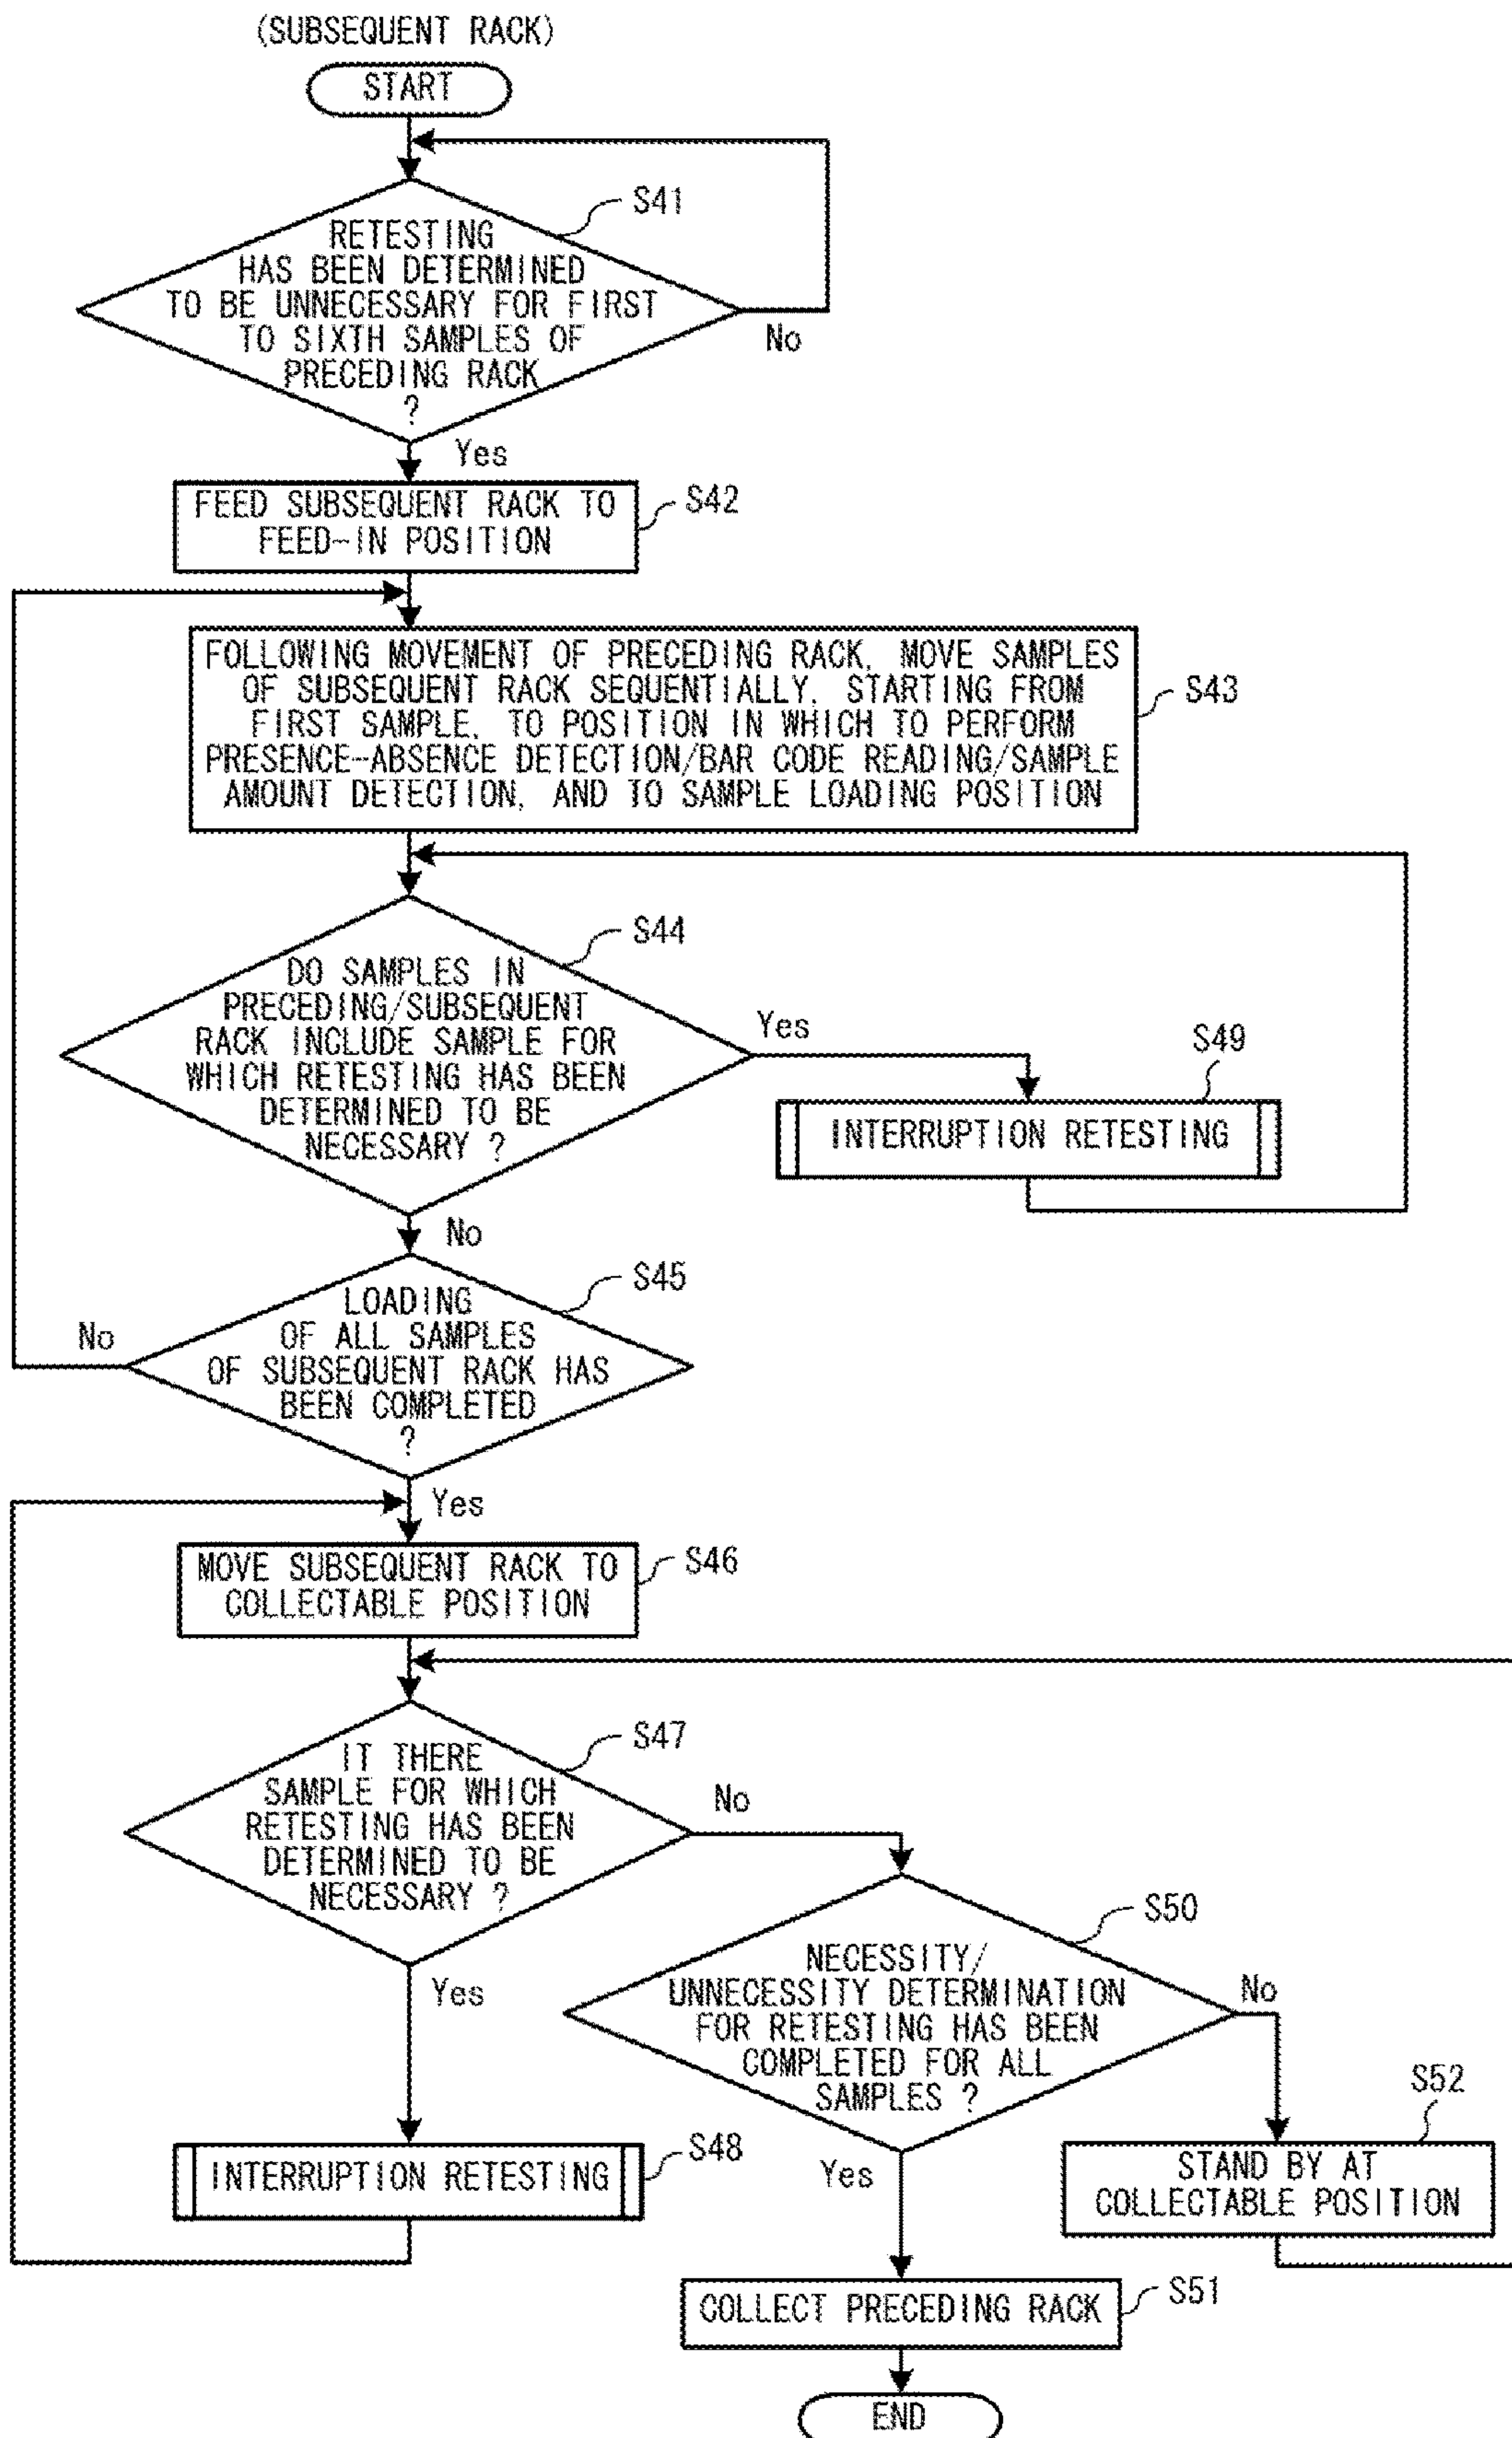 (SUBSEQUENT RACK)
START
S41
RETESTING
HAS BEEN DETERMINED
TO BE UNNECESSARY FOR FIRST
TO SIXTH SAMPLES OF
PRECEDING RACK
?
No
Yes
FEED SUBSEQUENT RACK TO
FEED-IN POSITION
S42
FOLLOWING MOVEMENT OF PRECEDING RACK, MOVE SAMPLES
OF SUBSEQUENT RACK SEQUENTIALLY, STARTING FROM
FIRST SAMPLE, TO POSITION IN WHICH TO PERFORM
PRESENCE-ABSENCE DETECTION/BAR CODE READING/SAMPLE
AMOUNT DETECTION, AND TO SAMPLE LOADING POSITION
S43
S44
DO SAMPLES IN
PRECEDING/SUBSEQUENT
RACK INCLUDE SAMPLE FOR
WHICH RETESTING HAS BEEN
DETERMINED TO BE
NECESSARY ?
Yes
S49
INTERRUPTION RETESTING
No
S45
LOADING
OF ALL SAMPLES
OF SUBSEQUENT RACK HAS
BEEN COMPLETED
?
No
Yes
MOVE SUBSEQUENT RACK TO
COLLECTABLE POSITION
S46
S47
IT THERE
SAMPLE FOR WHICH
RETESTING HAS BEEN
DETERMINED TO BE
NECESSARY ?
No
Yes
S50
NECESSITY/
UNNECESSITY DETERMINATION
FOR RETESTING HAS BEEN
COMPLETED FOR ALL
SAMPLES ?
No
Yes
INTERRUPTION RETESTING
S48
S52
STAND BY AT
COLLECTABLE POSITION
COLLECT PRECEDING RACK
S51
END